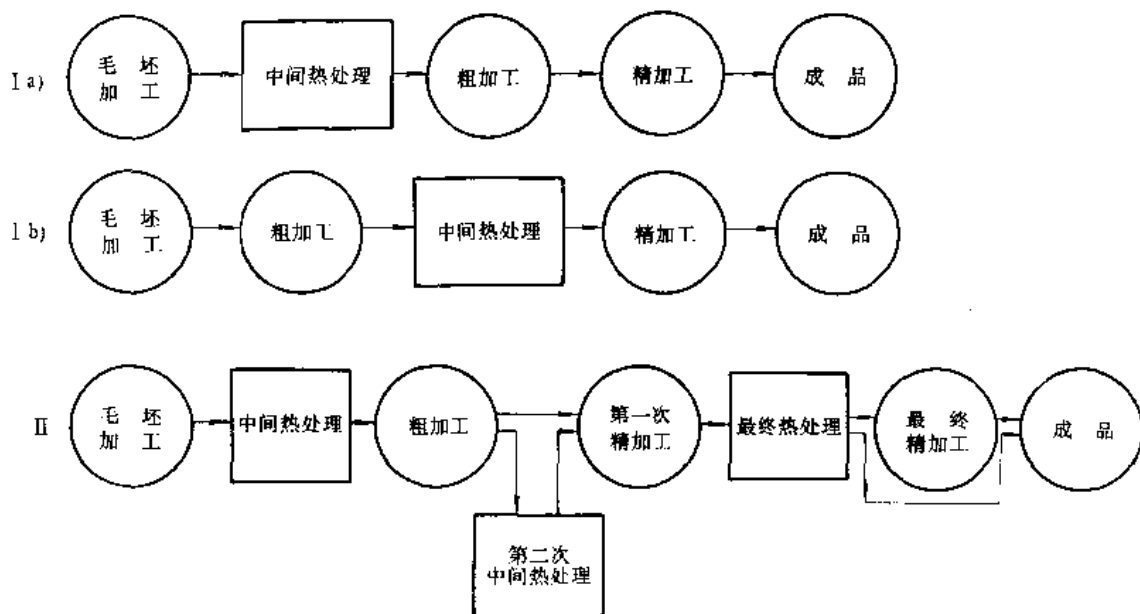 I a)
毛 坯
加 工
中间热处理
粗加工
精加工
成 品
I b)
毛 坯
加 工
粗加工
中间热处理
精加工
成 品
II
毛 坯
加 工
中间热处理
粗加工
第一次
精加工
最终热处理
最 终
精加工
成 品
第二次
中间热处理